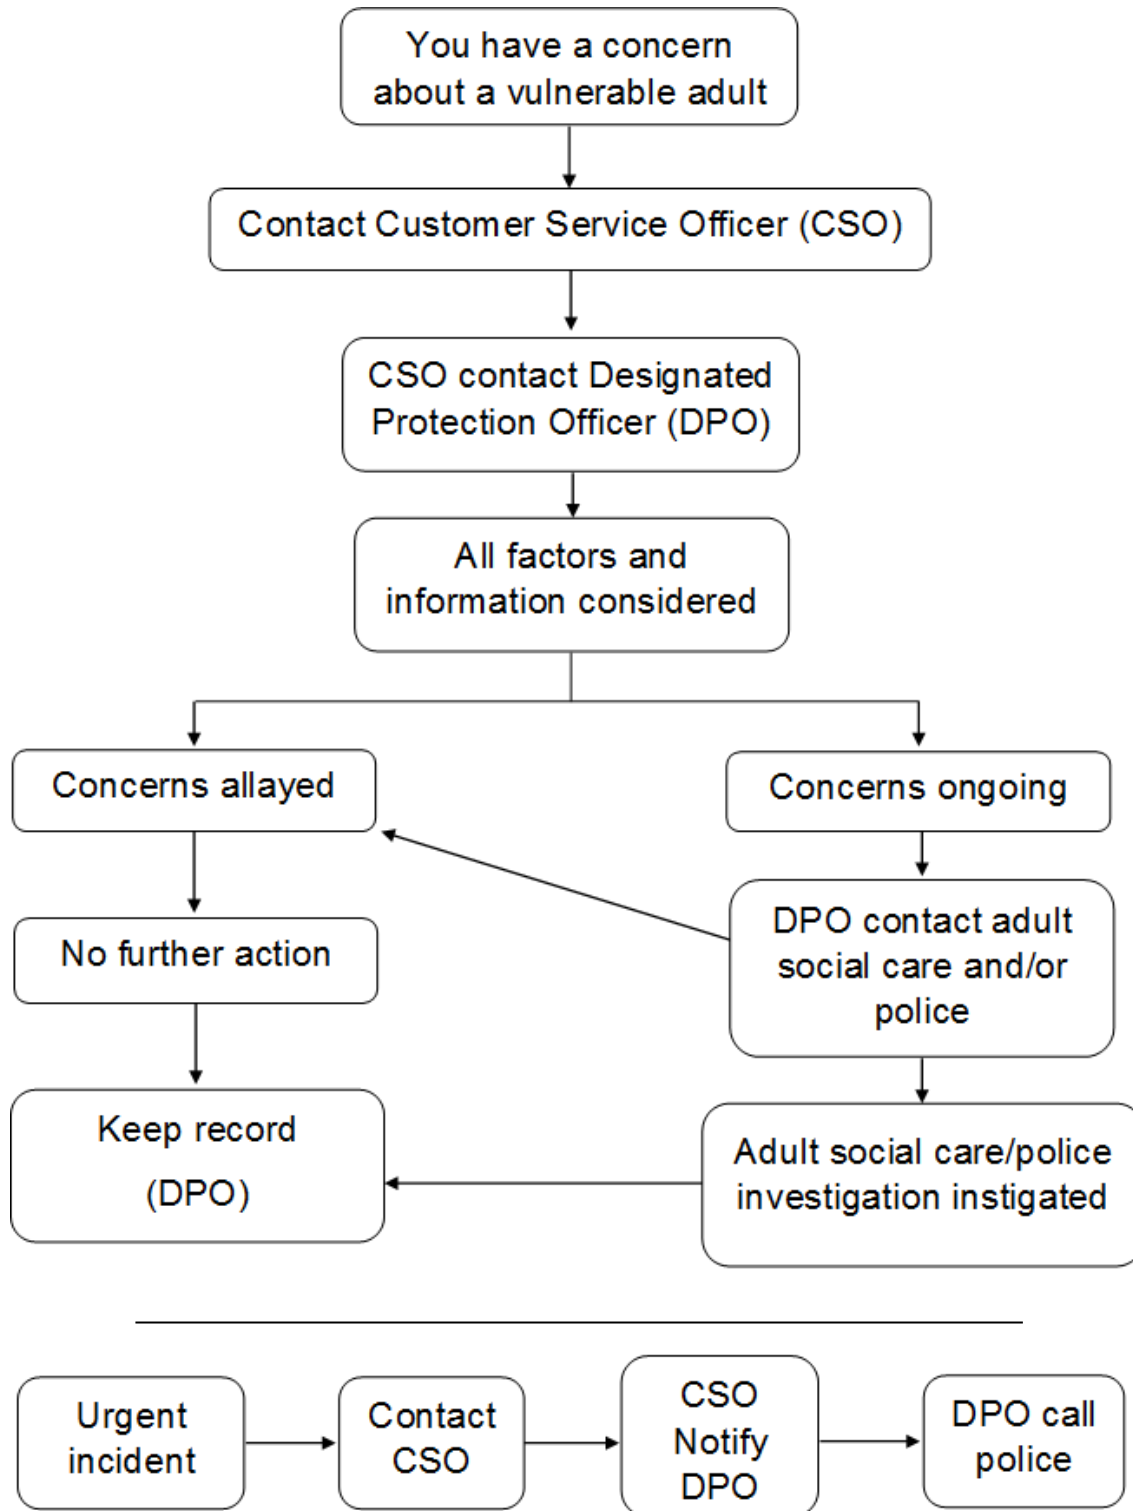 You have a concern
about a vulnerable adult
Contact Customer Service Officer (CSO)
CSO contact Designated
Protection Officer (DPO)
All factors and
information considered
Concerns allayed
Concerns ongoing
No further action
DPO contact adult
social care and/or
police
Keep record
(DPO)
Adult social care/police
investigation instigated
Urgent
incident
Contact
CSO
CSO
Notify
DPO
DPO call
police